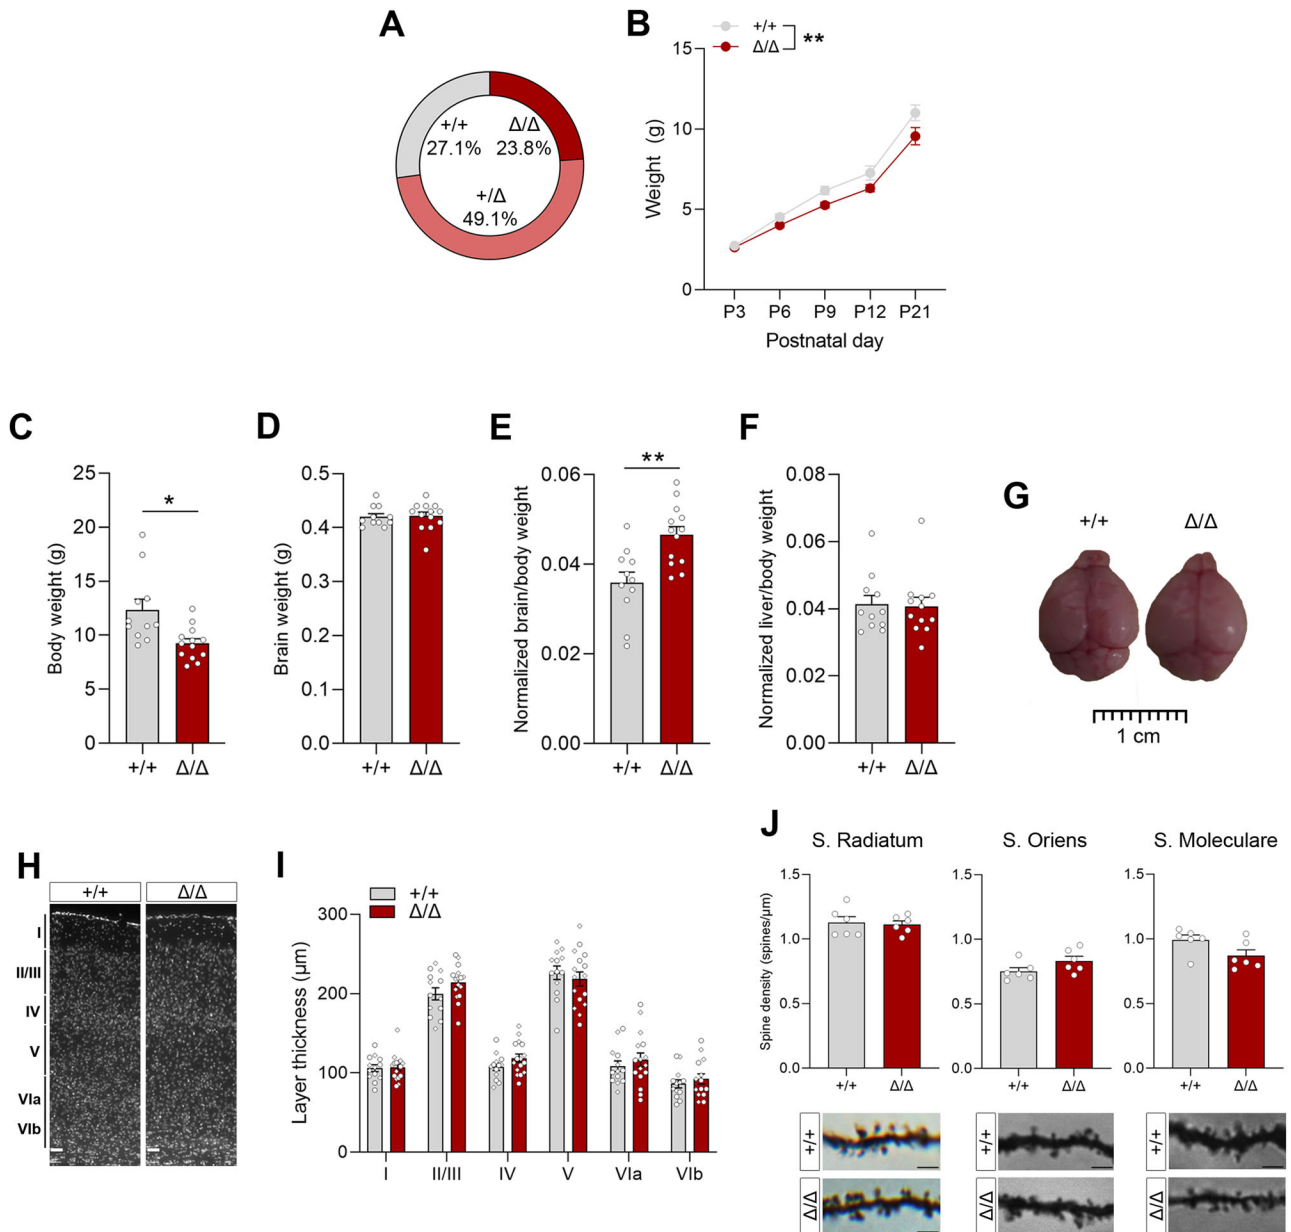 A
+/+
27.1%
Δ/Δ
23.8%
+/Δ
49.1%
B
+/+
Δ/Δ
**
15
10
5
0
Weight (g)
P3 P6 P9 P12 P21
Postnatal day
C
25
20
15
10
5
0
Body weight (g)
*
+/+ Δ/Δ
D
0.5
0.4
0.3
0.2
0.1
0.0
Brain weight (g)
+/+ Δ/Δ
E
0.06
0.04
0.02
0.00
Normalized brain/body weight
**
+/+ Δ/Δ
F
0.08
0.06
0.04
0.02
0.00
Normalized liver/body weight
+/+ Δ/Δ
G
+/+ Δ/Δ
1 cm
H
+/+ Δ/Δ
I
II/III
IV
V
VIa
VIb
I
+/+
Δ/Δ
300
200
100
0
Layer thickness (µm)
I II/III IV V VIa VIb
J
S. Radiatum
1.5
1.0
0.5
0.0
Spine density (spines/µm)
+/+ Δ/Δ
+/+
Δ/Δ
S. Oriens
1.5
1.0
0.5
0.0
+/+ Δ/Δ
+/+
Δ/Δ
S. Moleculare
1.5
1.0
0.5
0.0
+/+ Δ/Δ
+/+
Δ/Δ